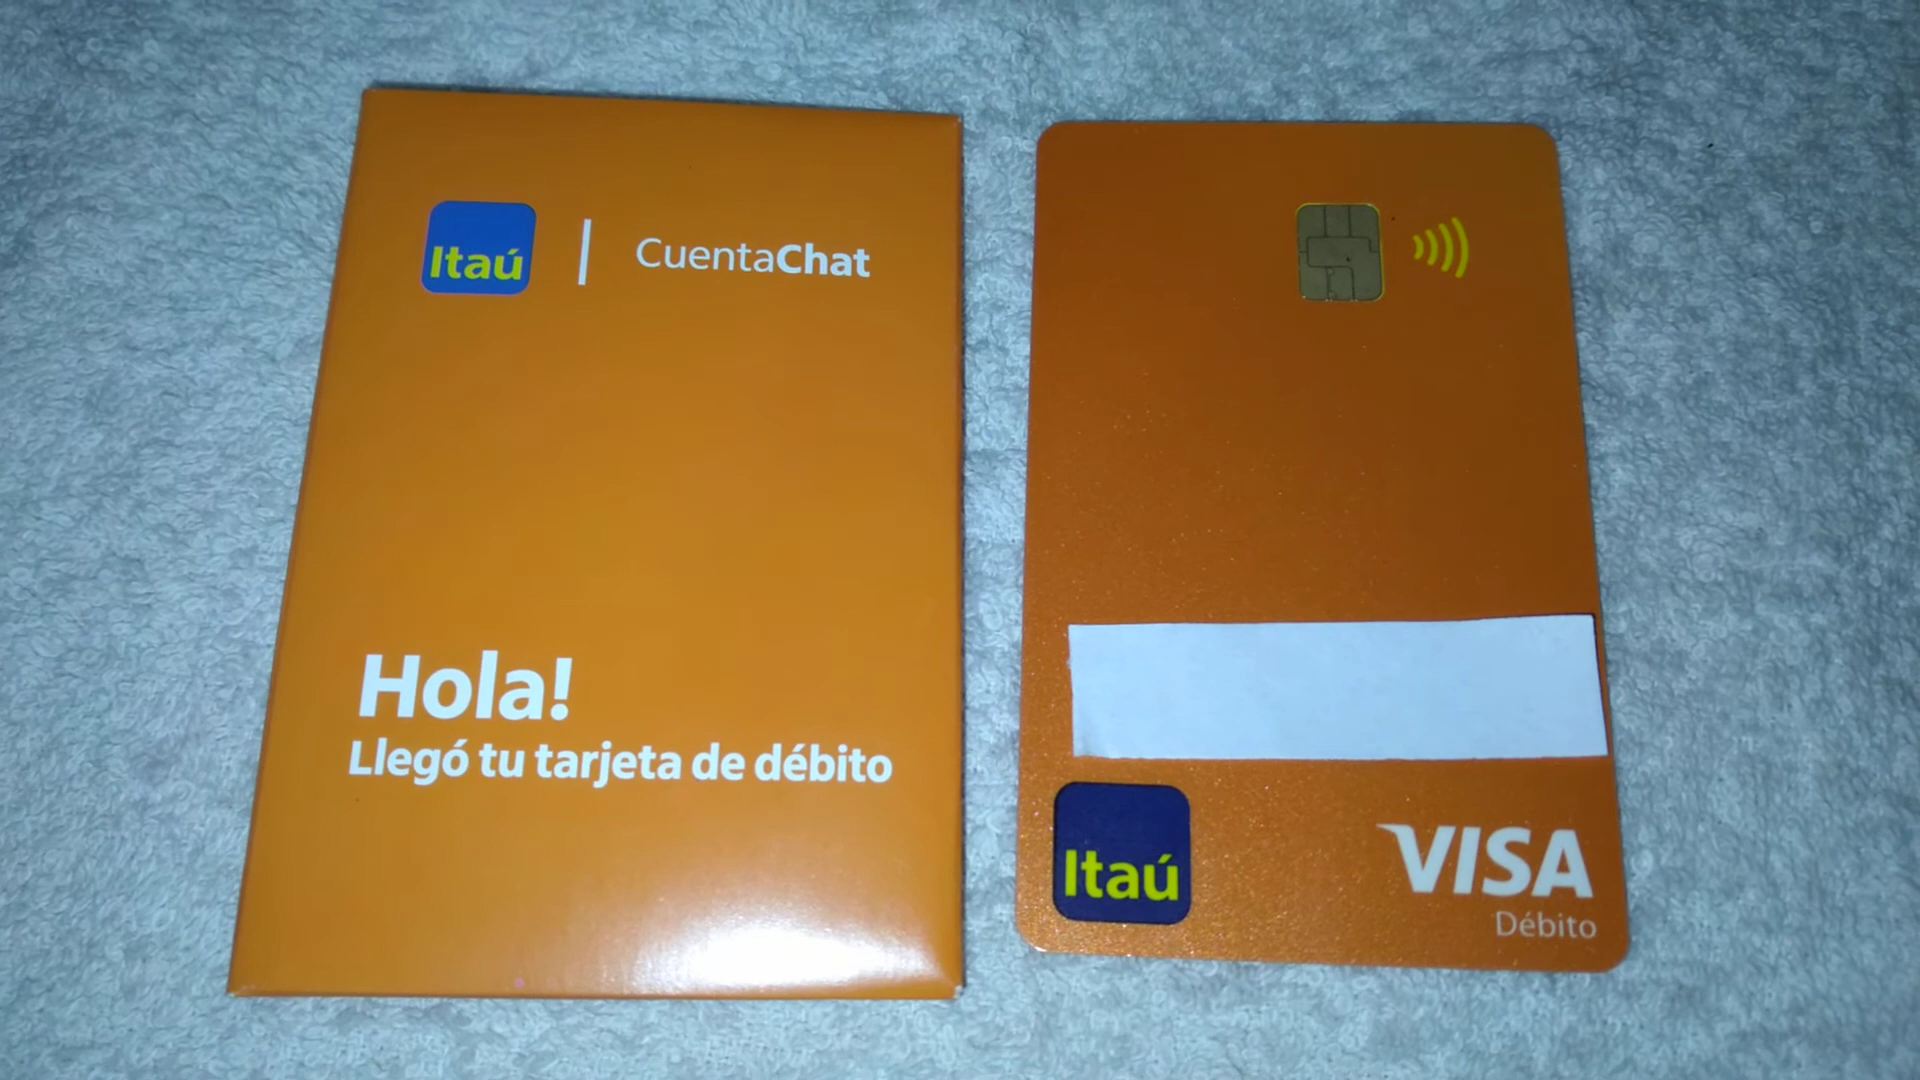 Itaú | CuentaChat
Hola!
Llegó tu tarjeta de débito
Itaú
VISA
Débito